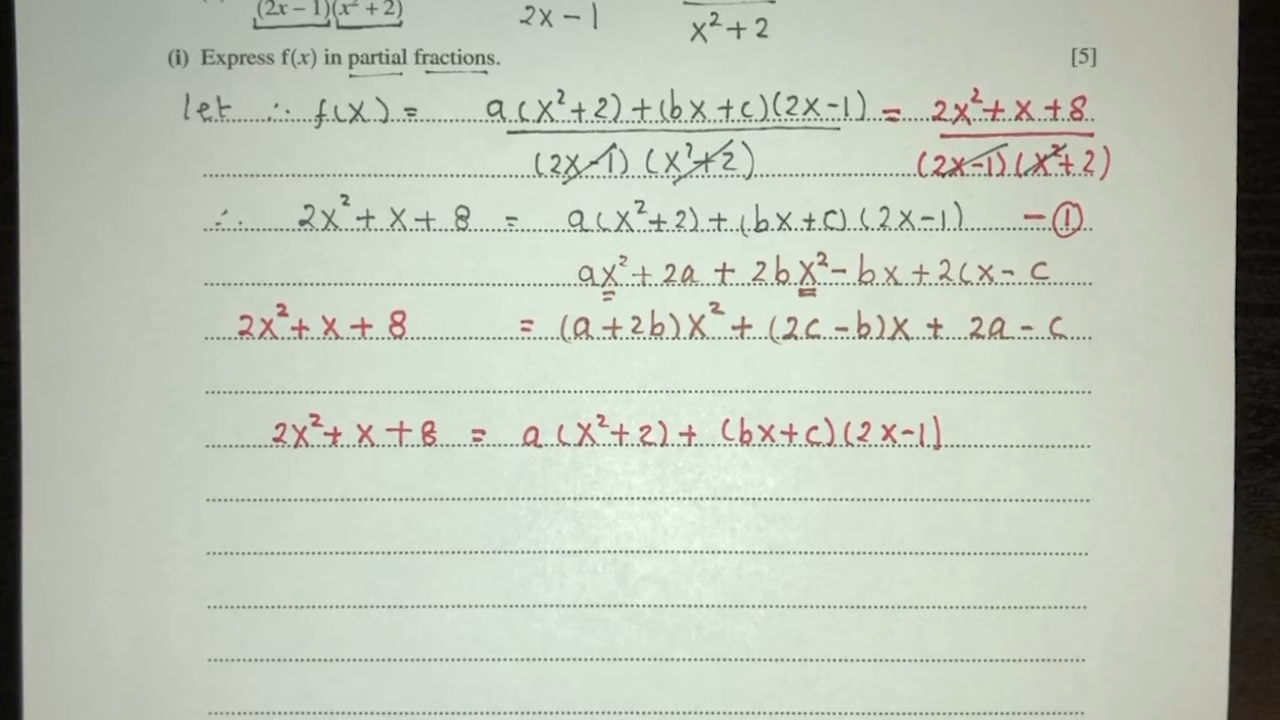 (2x − 1)(x² + 2) 2x − 1 x² + 2
(i) Express f(x) in partial fractions. [5]
let ∴ f(x) = a(x²+2)+(bx+c)(2x−1) = 2x²+x+8
(2x−1)(x²+2) (2x−1)(x²+2)
∴ 2x²+x+8 = a(x²+2)+(bx+c)(2x−1) −①
ax²+2a+2bx²−bx+2cx−c
2x²+x+8 = (a+2b)x²+(2c−b)x+2a−c
2x²+x+8 = a(x²+2)+(bx+c)(2x−1)